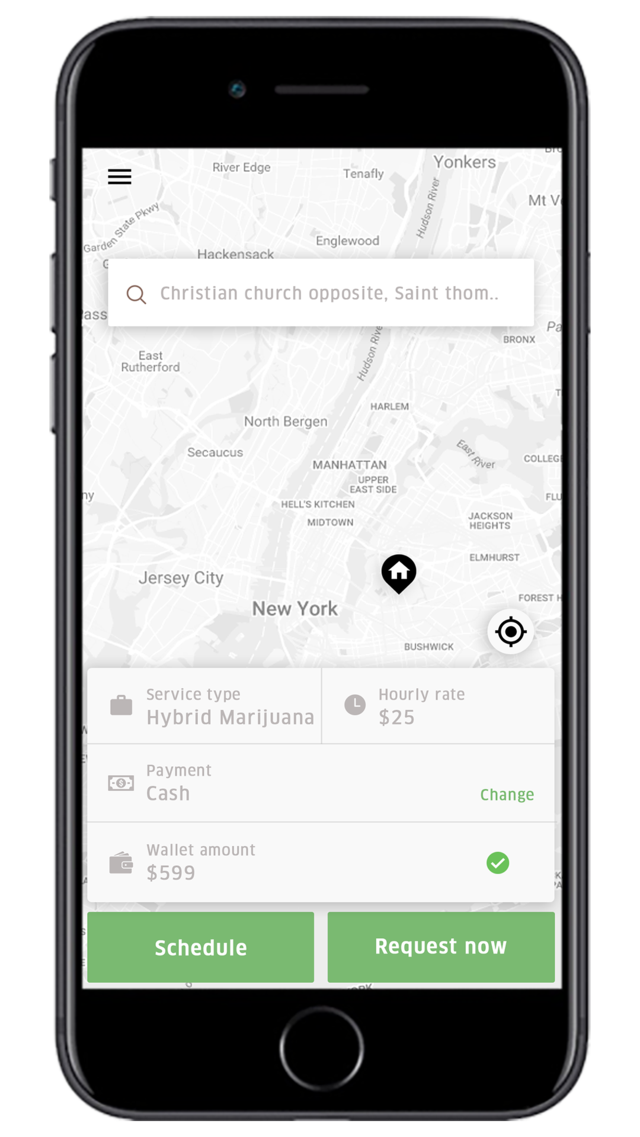 Yonkers
River Edge
Tenafly
Mt V
Hudson River
Garden State Pkwy
Englewood
Hackensack
Christian church opposite, Saint thom..
Pa
BRONX
East
Rutherford
Hudson River
HARLEM
North Bergen
East River
Secaucus
COLLEG
MANHATTAN
UPPER
EAST SIDE
HELL'S KITCHEN
FLU
MIDTOWN
JACKSON
HEIGHTS
ELMHURST
Jersey City
FOREST H
New York
BUSHWICK
Service type
Hybrid Marijuana
Hourly rate
$25
Payment
Cash
Change
Wallet amount
$599
Schedule
Request now